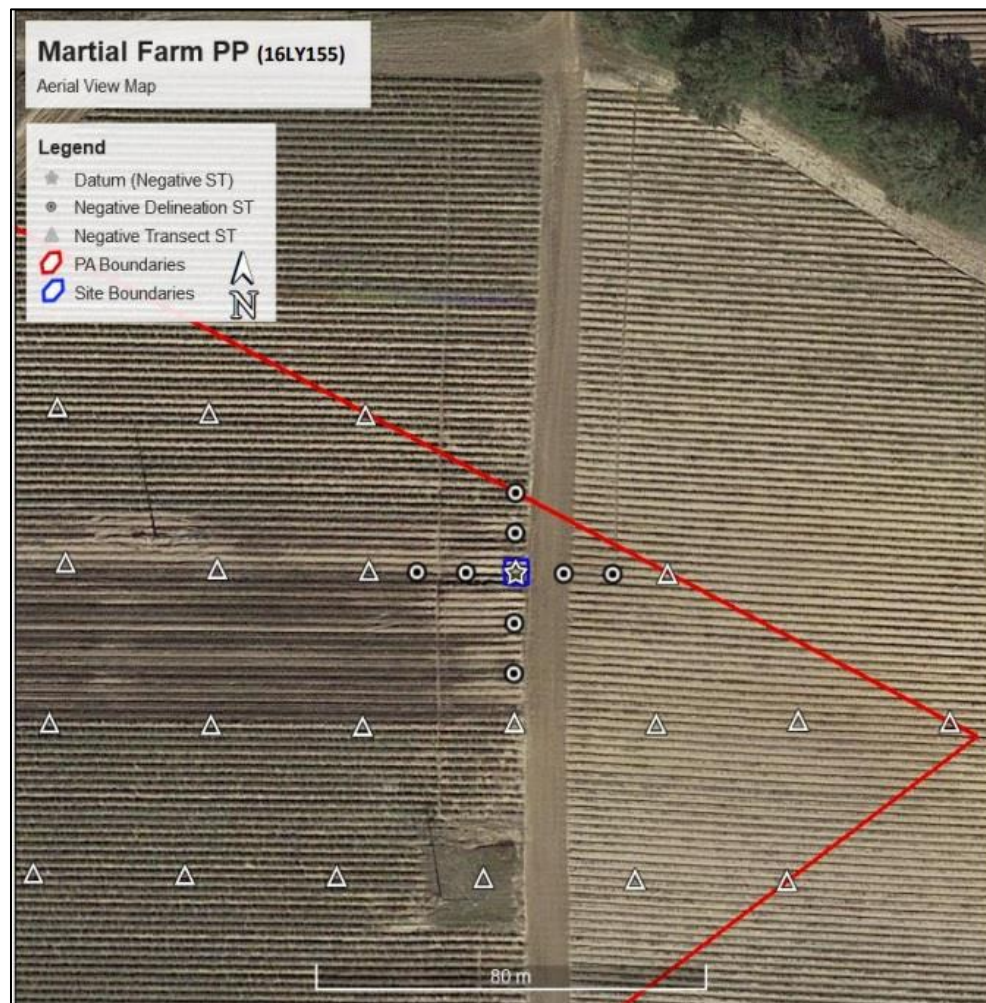 Martial Farm PP (16LY155)
Aerial View Map
Legend
Datum (Negative ST)
Negative Delineation ST
Negative Transect ST
PA Boundaries
Site Boundaries
N
80 m